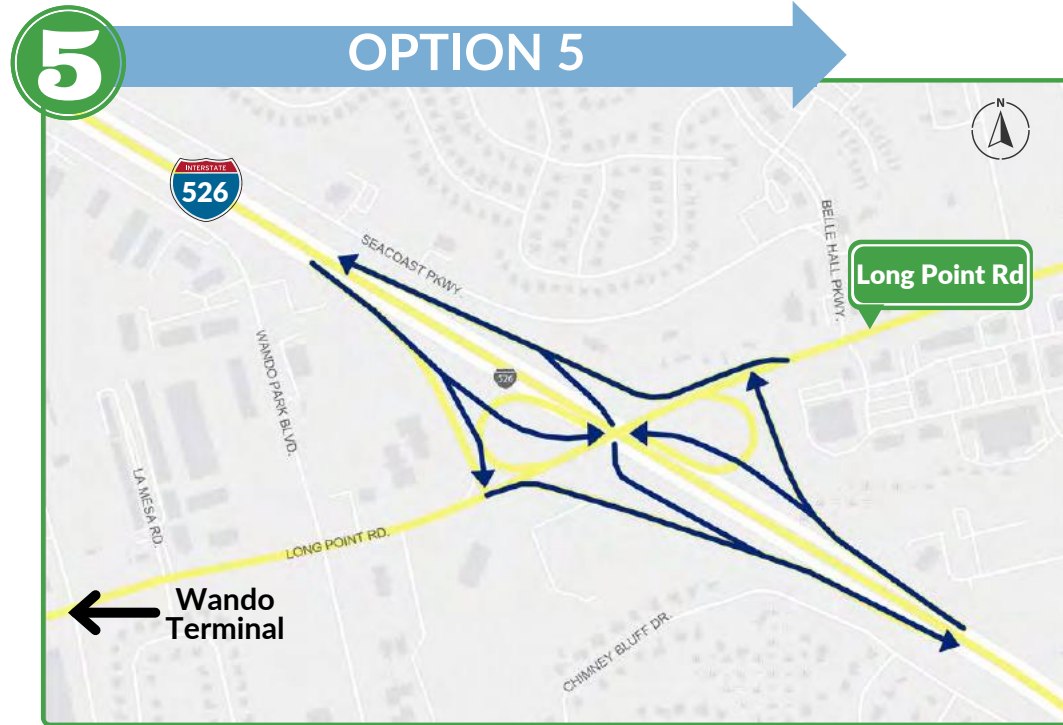 5
OPTION 5
N
INTERSTATE
526
SEACOAST PKWY.
BELLE HALL PKWY.
Long Point Rd
WANDO PARK BLVD.
526
LA MESA RD.
LONG POINT RD.
Wando
Terminal
CHIMNEY BLUFF DR.